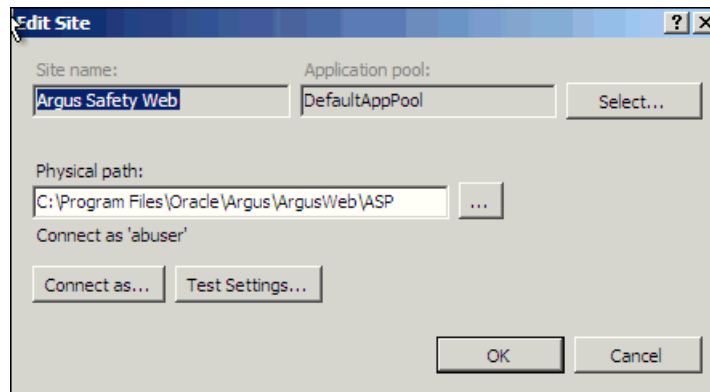 Edit Site
? X
Site name: Application pool:
Argus Safety Web DefaultAppPool Select...
Physical path:
C:\Program Files\Oracle\Argus\ArgusWeb\ASP ...
Connect as 'abuser'
Connect as... Test Settings...
OK Cancel